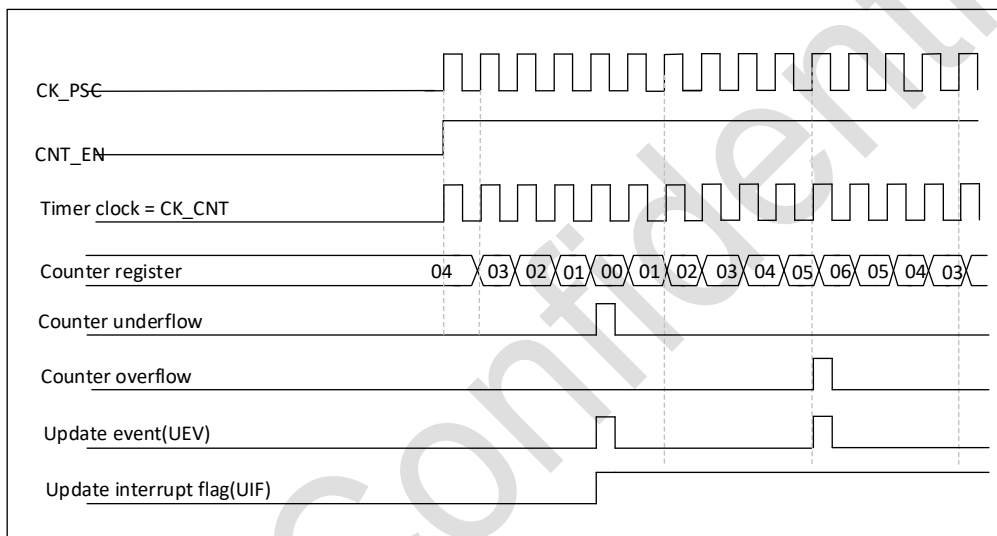 CK_PSC
CNT_EN
Timer clock = CK_CNT
Counter register 04 03 02 01 00 01 02 03 04 05 06 05 04 03
Counter underflow
Counter overflow
Update event(UEV)
Update interrupt flag(UIF)